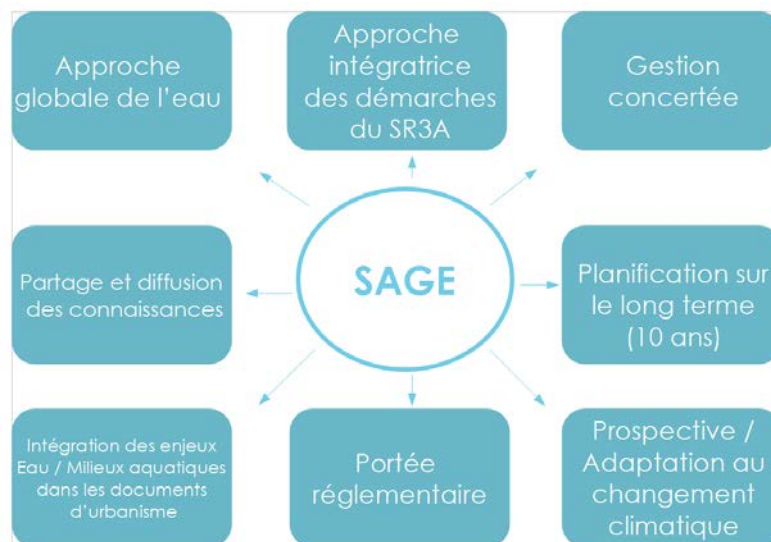 Approche
globale de l'eau
Approche
intégratrice
des démarches
du SR3A
Gestion
concertée
Partage et diffusion
des connaissances
SAGE
Planification sur
le long terme
(10 ans)
Intégration des enjeux
Eau / Milieux aquatiques
dans les documents
d'urbanisme
Portée
réglementaire
Prospective /
Adaptation au
changement
climatique